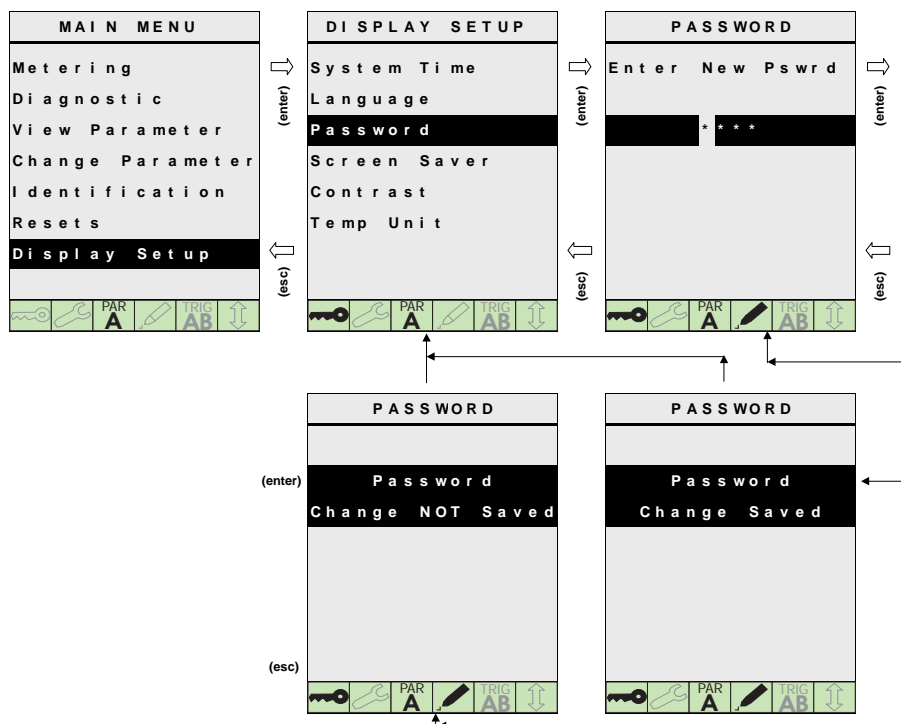 MAIN MENU
Metering
Diagnostic
View Parameter
Change Parameter
Identification
Resets
Display Setup
PAR
A
TRIG
AB
(enter)
(esc)
DISPLAY SETUP
System Time
Language
Password
Screen Saver
Contrast
Temp Unit
PAR
A
TRIG
AB
(enter)
(esc)
PASSWORD
Enter New Pswrd
****
PAR
A
TRIG
AB
(enter)
(esc)
PASSWORD
(enter)
Password
Change NOT Saved
(esc)
PAR
A
TRIG
AB
PASSWORD
Password
Change Saved
PAR
A
TRIG
AB